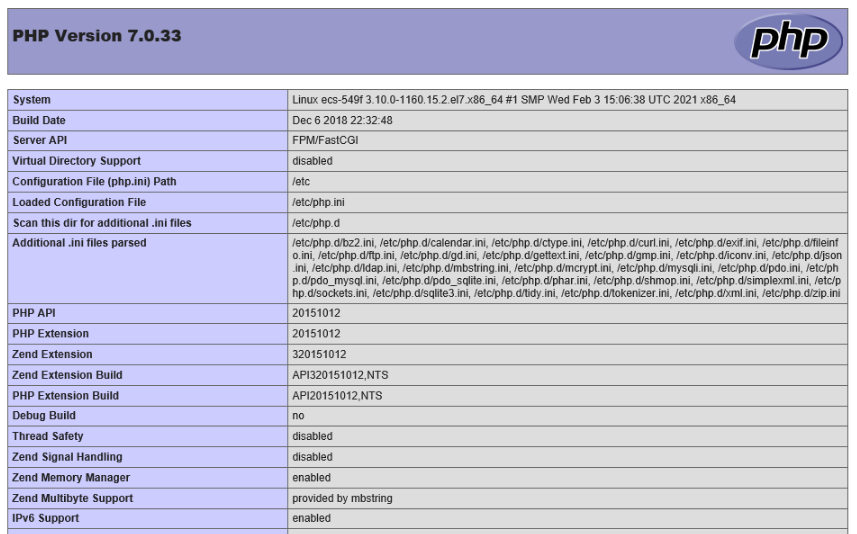 PHP Version 7.0.33
php
System Linux ecs-549f 3.10.0-1160.15.2.el7.x86_64 #1 SMP Wed Feb 3 15:06:38 UTC 2021 x86_64
Build Date Dec 6 2018 22:32:48
Server API FPM/FastCGI
Virtual Directory Support disabled
Configuration File (php.ini) Path /etc
Loaded Configuration File /etc/php.ini
Scan this dir for additional .ini files /etc/php.d
Additional .ini files parsed /etc/php.d/bz2.ini, /etc/php.d/calendar.ini, /etc/php.d/ctype.ini, /etc/php.d/curl.ini, /etc/php.d/exif.ini, /etc/php.d/fileinf
o.ini, /etc/php.d/ftp.ini, /etc/php.d/gd.ini, /etc/php.d/gettext.ini, /etc/php.d/gmp.ini, /etc/php.d/iconv.ini, /etc/php.d/json
.ini, /etc/php.d/ldap.ini, /etc/php.d/mbstring.ini, /etc/php.d/mcrypt.ini, /etc/php.d/mysqli.ini, /etc/php.d/pdo.ini, /etc/ph
p.d/pdo_mysql.ini, /etc/php.d/pdo_sqlite.ini, /etc/php.d/phar.ini, /etc/php.d/shmop.ini, /etc/php.d/simplexml.ini, /etc/p
hp.d/sockets.ini, /etc/php.d/sqlite3.ini, /etc/php.d/tidy.ini, /etc/php.d/tokenizer.ini, /etc/php.d/xml.ini, /etc/php.d/zip.ini
PHP API 20151012
PHP Extension 20151012
Zend Extension 320151012
Zend Extension Build API320151012,NTS
PHP Extension Build API20151012,NTS
Debug Build no
Thread Safety disabled
Zend Signal Handling disabled
Zend Memory Manager enabled
Zend Multibyte Support provided by mbstring
IPv6 Support enabled